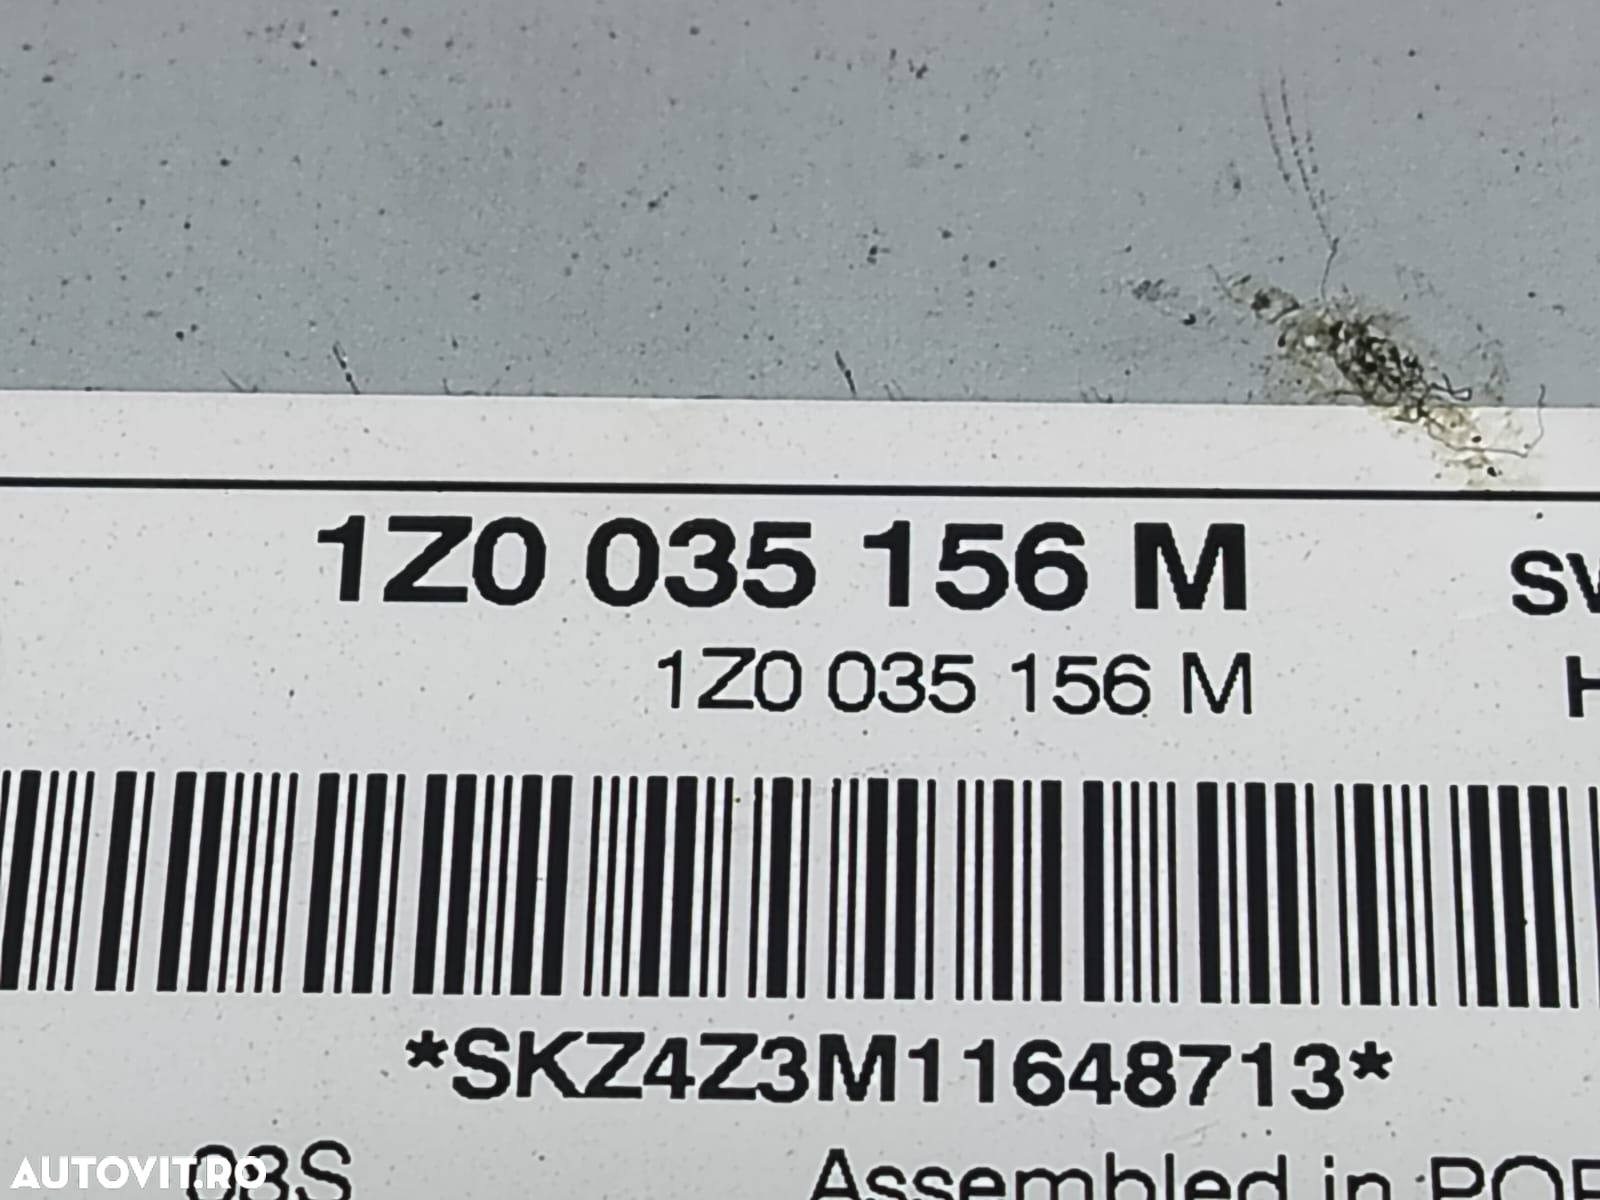 1Z0 035 156 M
1Z0 035 156 M
*SKZ4Z3M11648713*
Assembled in
AUTOVIT.RO